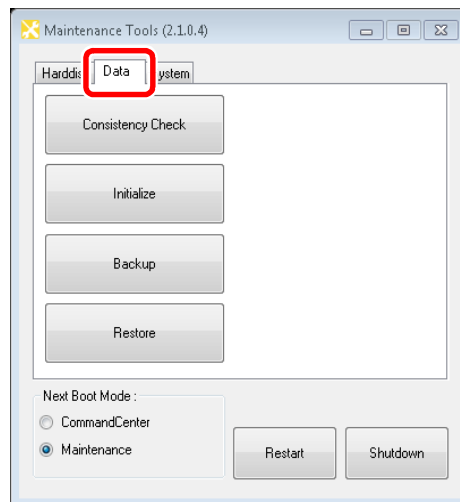 Maintenance Tools (2.1.0.4)
Harddis Data ystem
Consistency Check
Initialize
Backup
Restore
Next Boot Mode :
CommandCenter
Maintenance
Restart Shutdown